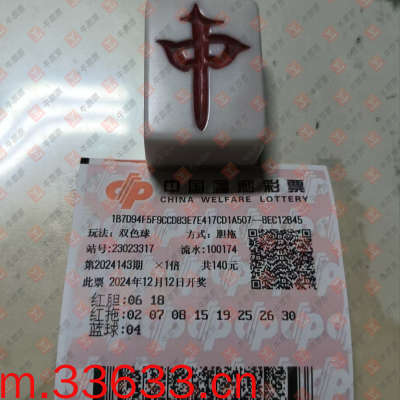 中
中国福利彩票
CHINA WELFARE LOTTERY
1B7D94F5F9CCD83E7E417CD1A507--8EC12B45
玩法: 双色球 方式: 胆拖
站号:23023317 流水:100174
第2024143期 ×1倍 共140元
此票 2024年12月12日开奖
红胆:06 18
红拖:02 07 08 15 19 25 26 30
蓝球:04
m.33633.cn